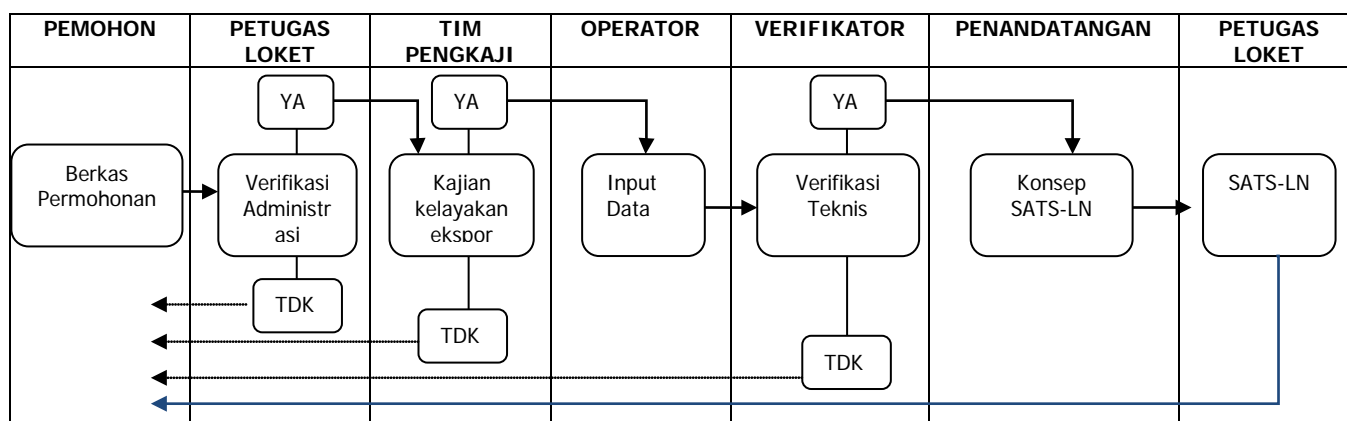 PEMOHON
PETUGAS
LOKET
TIM
PENGKAJI
OPERATOR
VERIFIKATOR
PENANDATANGAN
PETUGAS
LOKET
YA
YA
YA
Berkas
Permohonan
Verifikasi
Administr
asi
Kajian
kelayakan
ekspor
Input
Data
Verifikasi
Teknis
Konsep
SATS-LN
SATS-LN
TDK
TDK
TDK